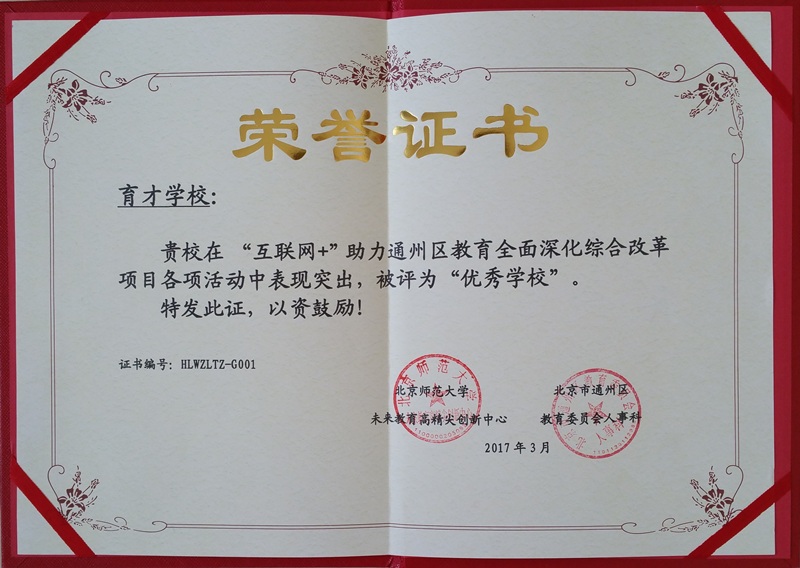 荣誉证书
育才学校：
贵校在“互联网+”助力通州区教育全面深化综合改革
项目各项活动中表现突出，被评为“优秀学校”。
特发此证，以资鼓励！
证书编号：HLWZLTZ-G001
北京师范大学
未来教育高精尖创新中心
北京市通州区
教育委员会人事科
2017年3月